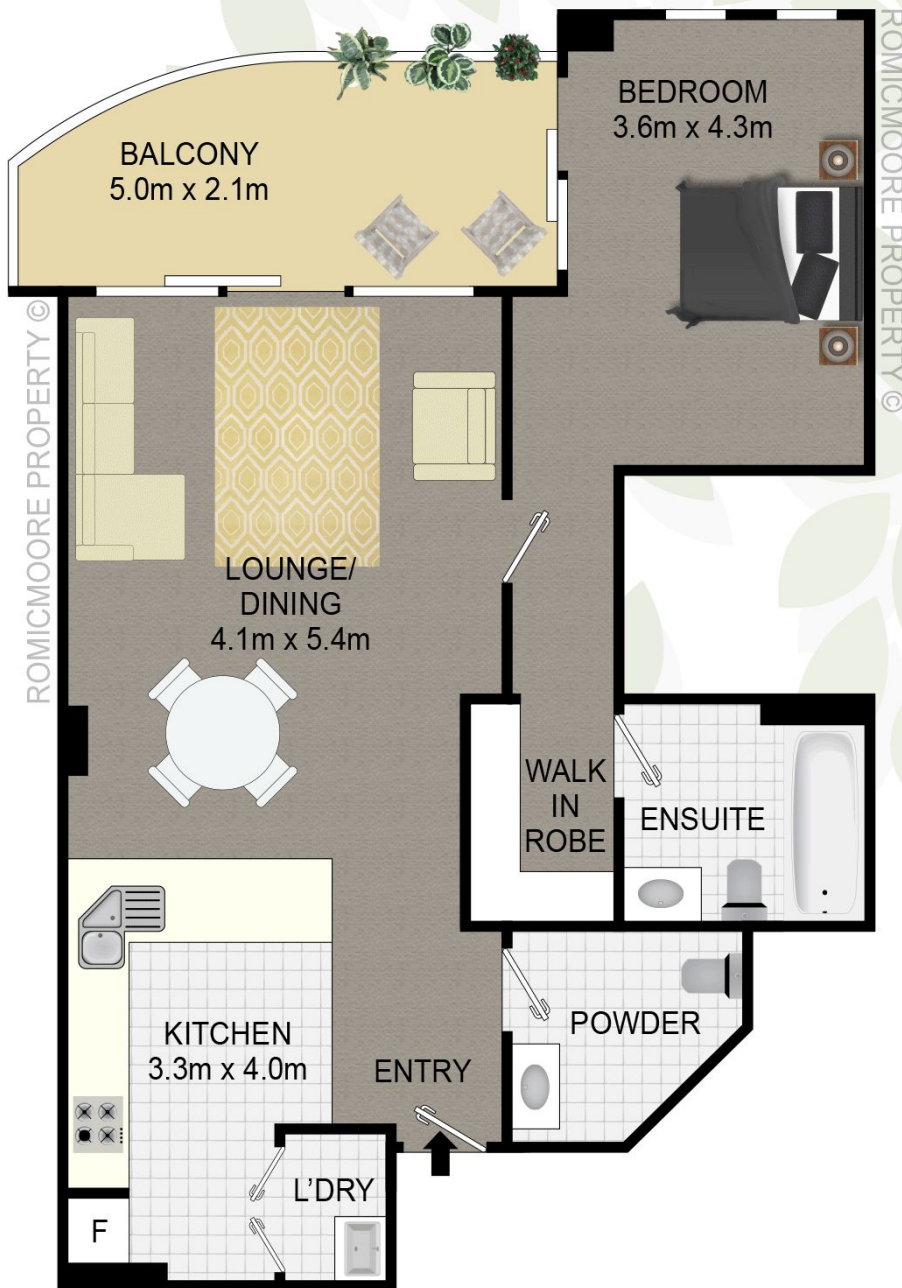 BEDROOM
3.6m x 4.3m
BALCONY
5.0m x 2.1m
ROMICMOORE PROPERTY ©
ROMICMOORE PROPERTY ©
LOUNGE/
DINING
4.1m x 5.4m
WALK
IN
ROBE
ENSUITE
KITCHEN
3.3m x 4.0m
POWDER
ENTRY
L'DRY
F